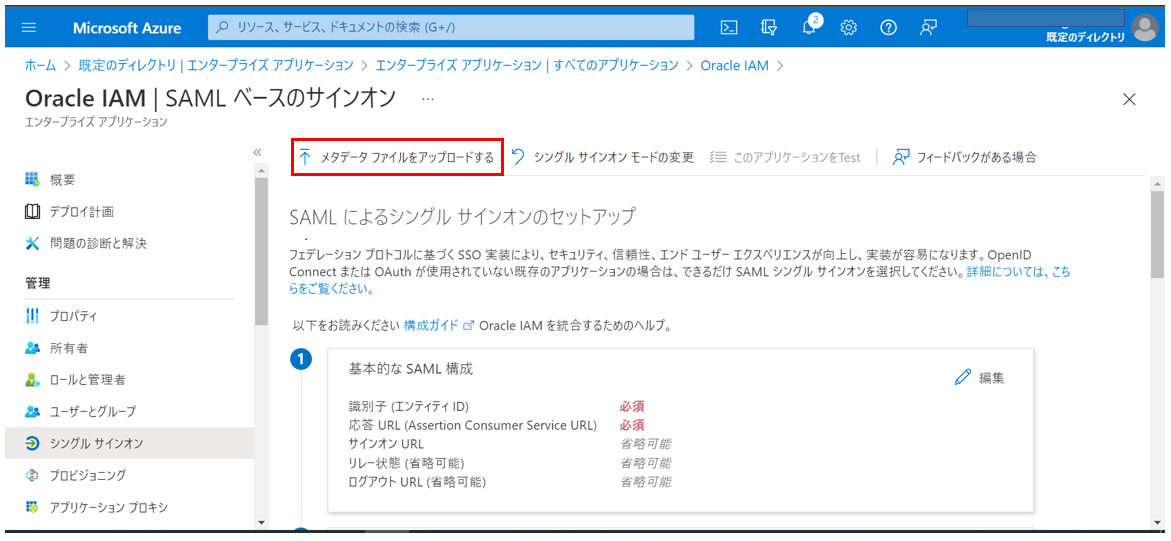 Microsoft Azure
リソース、サービス、ドキュメントの検索 (G+/)
2
既定のディレクトリ
ホーム > 既定のディレクトリ | エンタープライズ アプリケーション > エンタープライズ アプリケーション | すべてのアプリケーション > Oracle IAM >
Oracle IAM | SAML ベースのサインオン ...
エンタープライズ アプリケーション
«
メタデータ ファイルをアップロードする シングル サインオン モードの変更 このアプリケーションをTest フィードバックがある場合
概要
デプロイ計画
問題の診断と解決
管理
プロパティ
所有者
ロールと管理者
ユーザーとグループ
シングル サインオン
プロビジョニング
アプリケーション プロキシ
SAML によるシングル サインオンのセットアップ
フェデレーション プロトコルに基づく SSO 実装により、セキュリティ、信頼性、エンド ユーザー エクスペリエンスが向上し、実装が容易になります。OpenID
Connect または OAuth が使用されていない既存のアプリケーションの場合は、できるだけ SAML シングル サインオンを選択してください。詳細については、こち
らをご覧ください。
以下をお読みください 構成ガイド Oracle IAM を統合するためのヘルプ。
1
基本的な SAML 構成
編集
識別子 (エンティティ ID) 必須
応答 URL (Assertion Consumer Service URL) 必須
サインオン URL 省略可能
リレー状態 (省略可能) 省略可能
ログアウト URL (省略可能) 省略可能